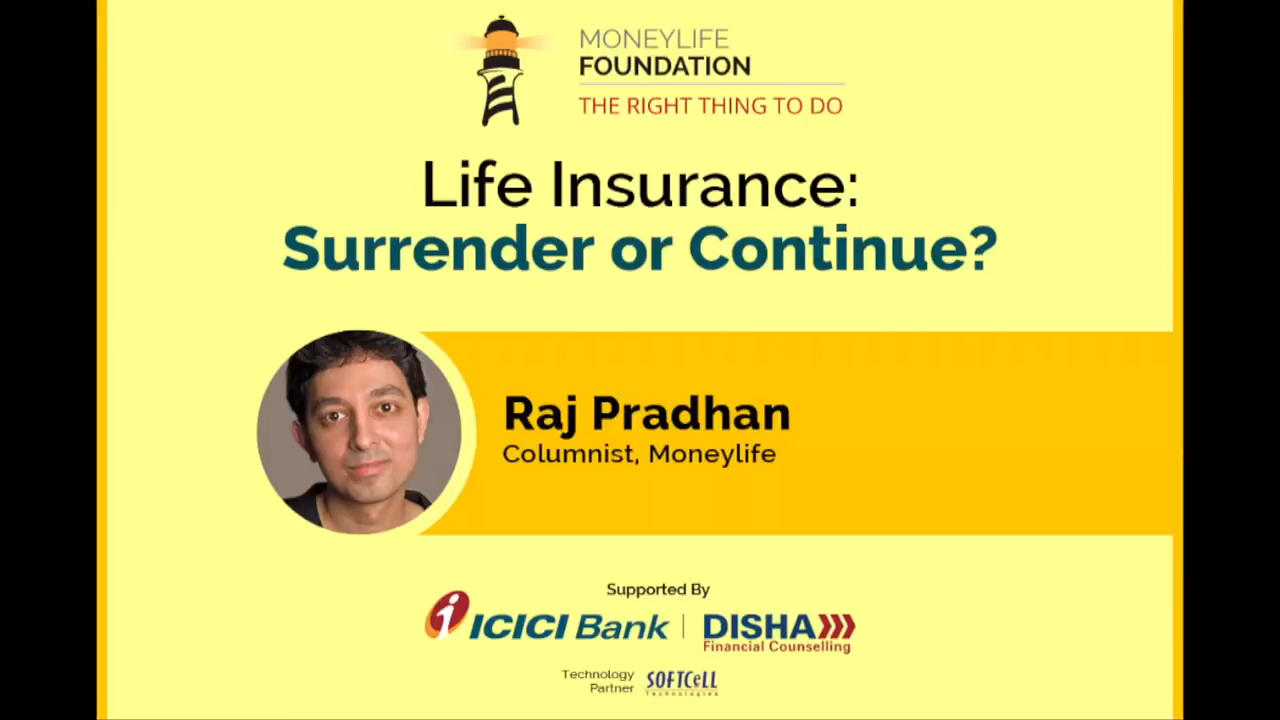 MONEYLIFE
FOUNDATION
THE RIGHT THING TO DO
Life Insurance:
Surrender or Continue?
Raj Pradhan
Columnist, Moneylife
Supported By
i ICICI Bank | DISHA
Financial Counselling
Technology
Partner
SOFTCeLL
Technologies